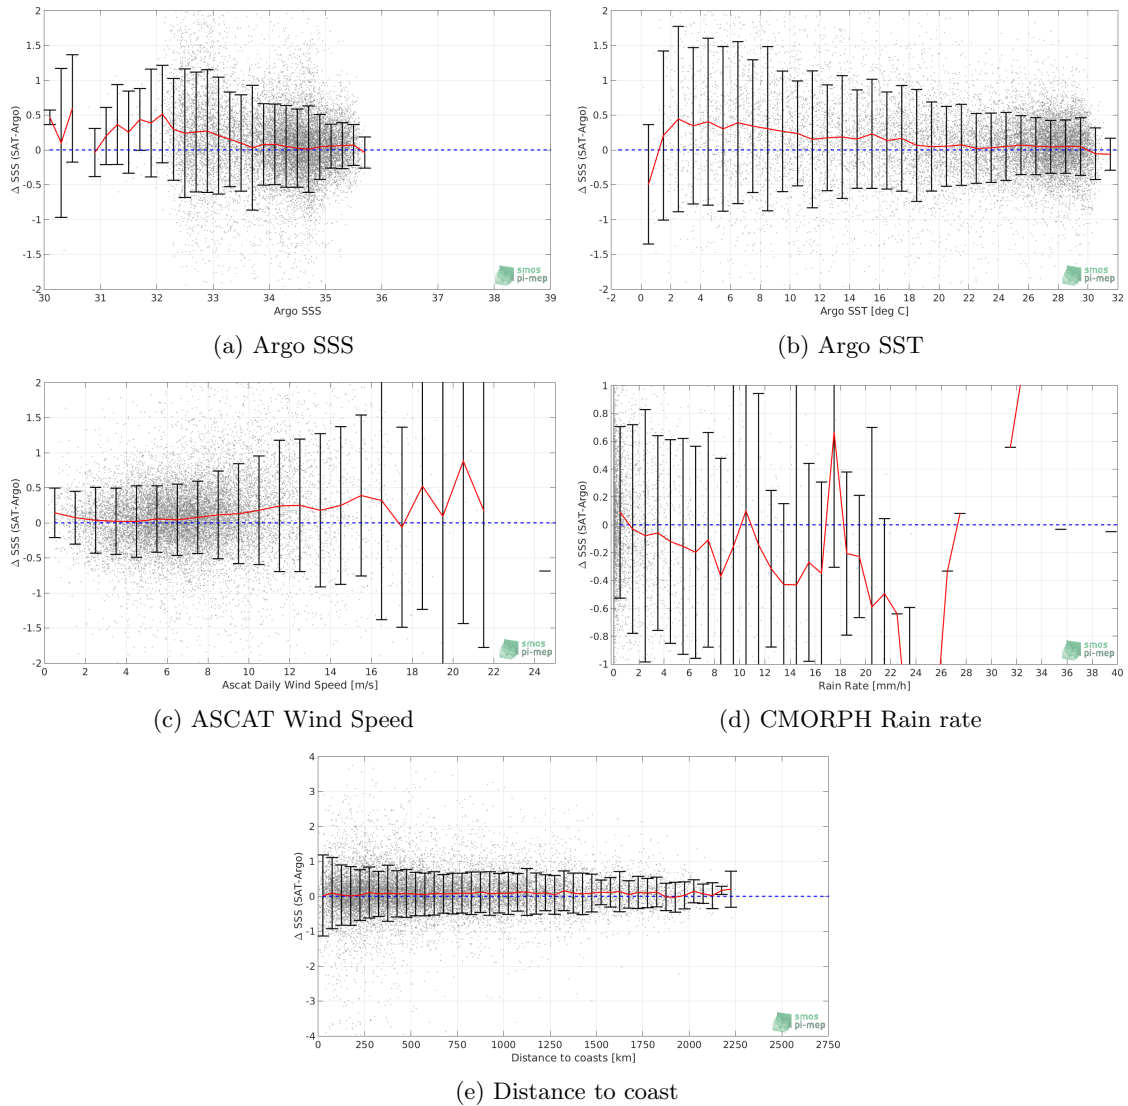 2
1.5
1
0.5
0
-0.5
-1
-1.5
-2
Δ SSS (SAT-Argo)
30 31 32 33 34 35 36 37 38 39
Argo SSS
smos
pi-mep
(a) Argo SSS
2
1.5
1
0.5
0
-0.5
-1
-1.5
-2
Δ SSS (SAT-Argo)
-2 0 2 4 6 8 10 12 14 16 18 20 22 24 26 28 30 32
Argo SST [deg C]
smos
pi-mep
(b) Argo SST
2
1.5
1
0.5
0
-0.5
-1
-1.5
-2
Δ SSS (SAT-Argo)
0 2 4 6 8 10 12 14 16 18 20 22 24
Ascat Daily Wind Speed [m/s]
smos
pi-mep
(c) ASCAT Wind Speed
1
0.8
0.6
0.4
0.2
0
-0.2
-0.4
-0.6
-0.8
-1
Δ SSS (SAT-Argo)
0 2 4 6 8 10 12 14 16 18 20 22 24 26 28 30 32 34 36 38 40
Rain Rate [mm/h]
smos
pi-mep
(d) CMORPH Rain rate
4
3
2
1
0
-1
-2
-3
-4
Δ SSS (SAT-Argo)
0 250 500 750 1000 1250 1500 1750 2000 2250 2500 2750
Distance to coasts [km]
smos
pi-mep
(e) Distance to coast